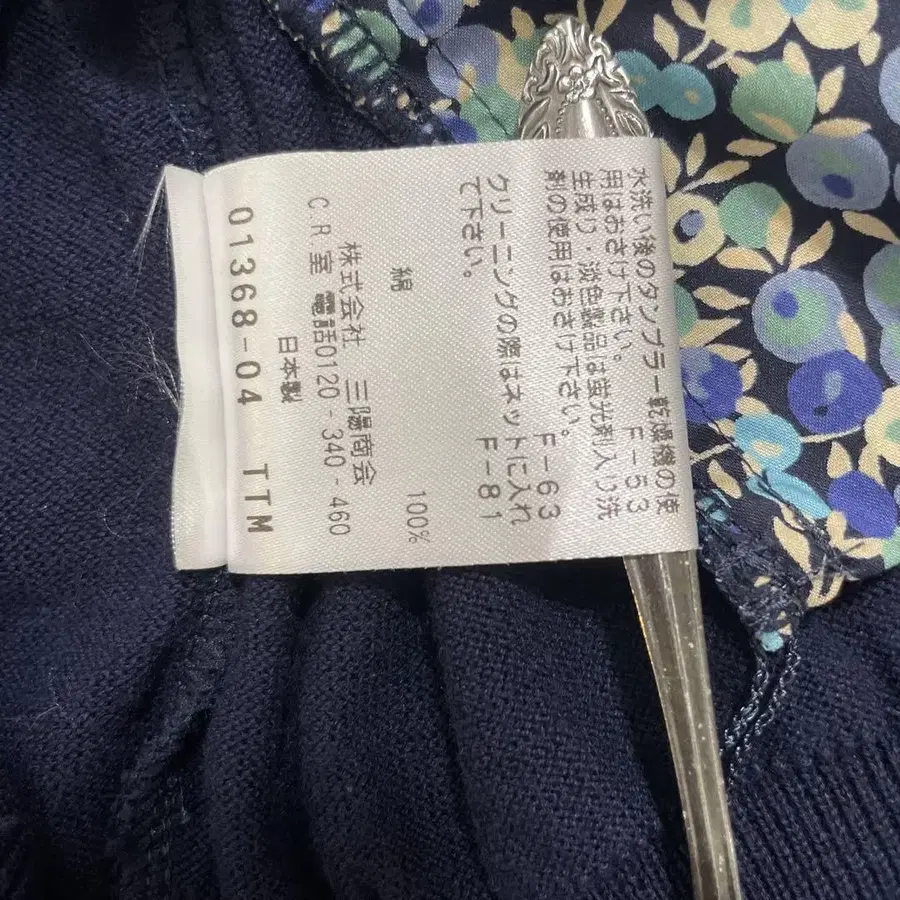 水洗い後のタンブラー乾燥機の使
用はおさけ下さい。 F-53
生成り・淡色製品は蛍光剤入り洗
剤の使用はおさけ下さい。
F-63
クリーニングの際はネットに入れ
て下さい。 F-81
綿 100%
株式会社 三陽商会
C.R.室 電話0120-340-460
日本製
01368-04 TTM